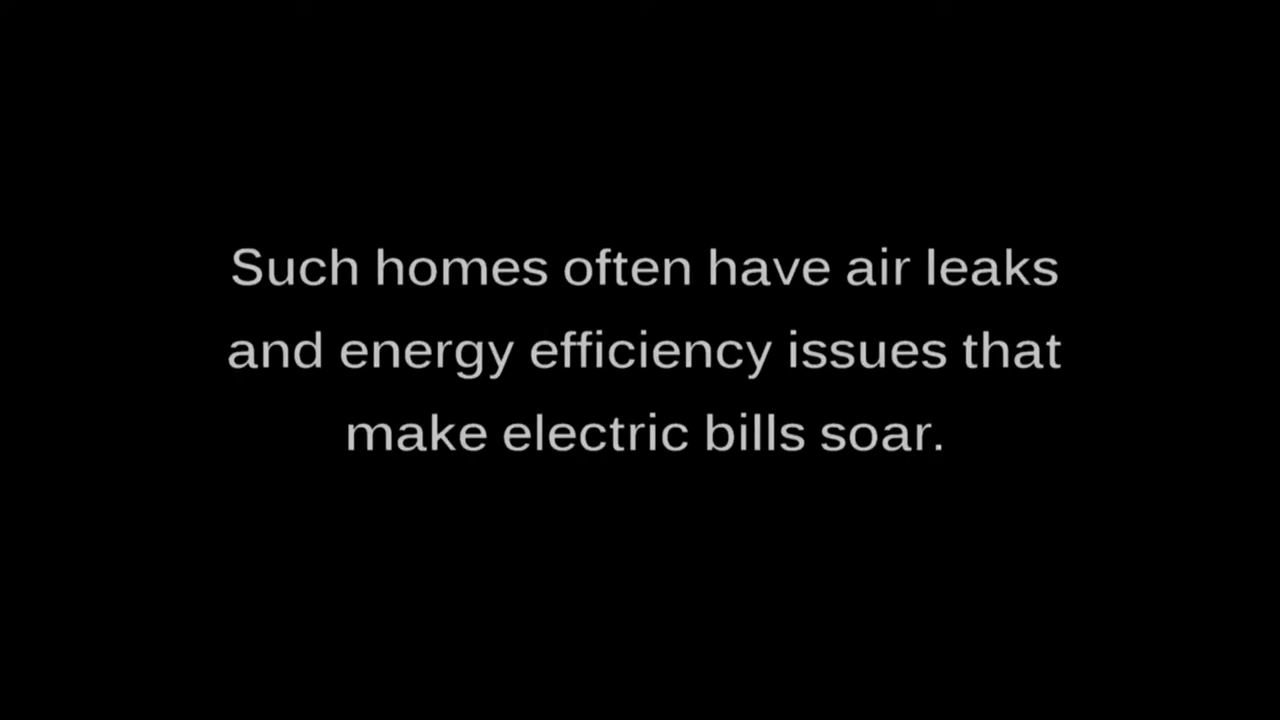 Such homes often have air leaks
and energy efficiency issues that
make electric bills soar.